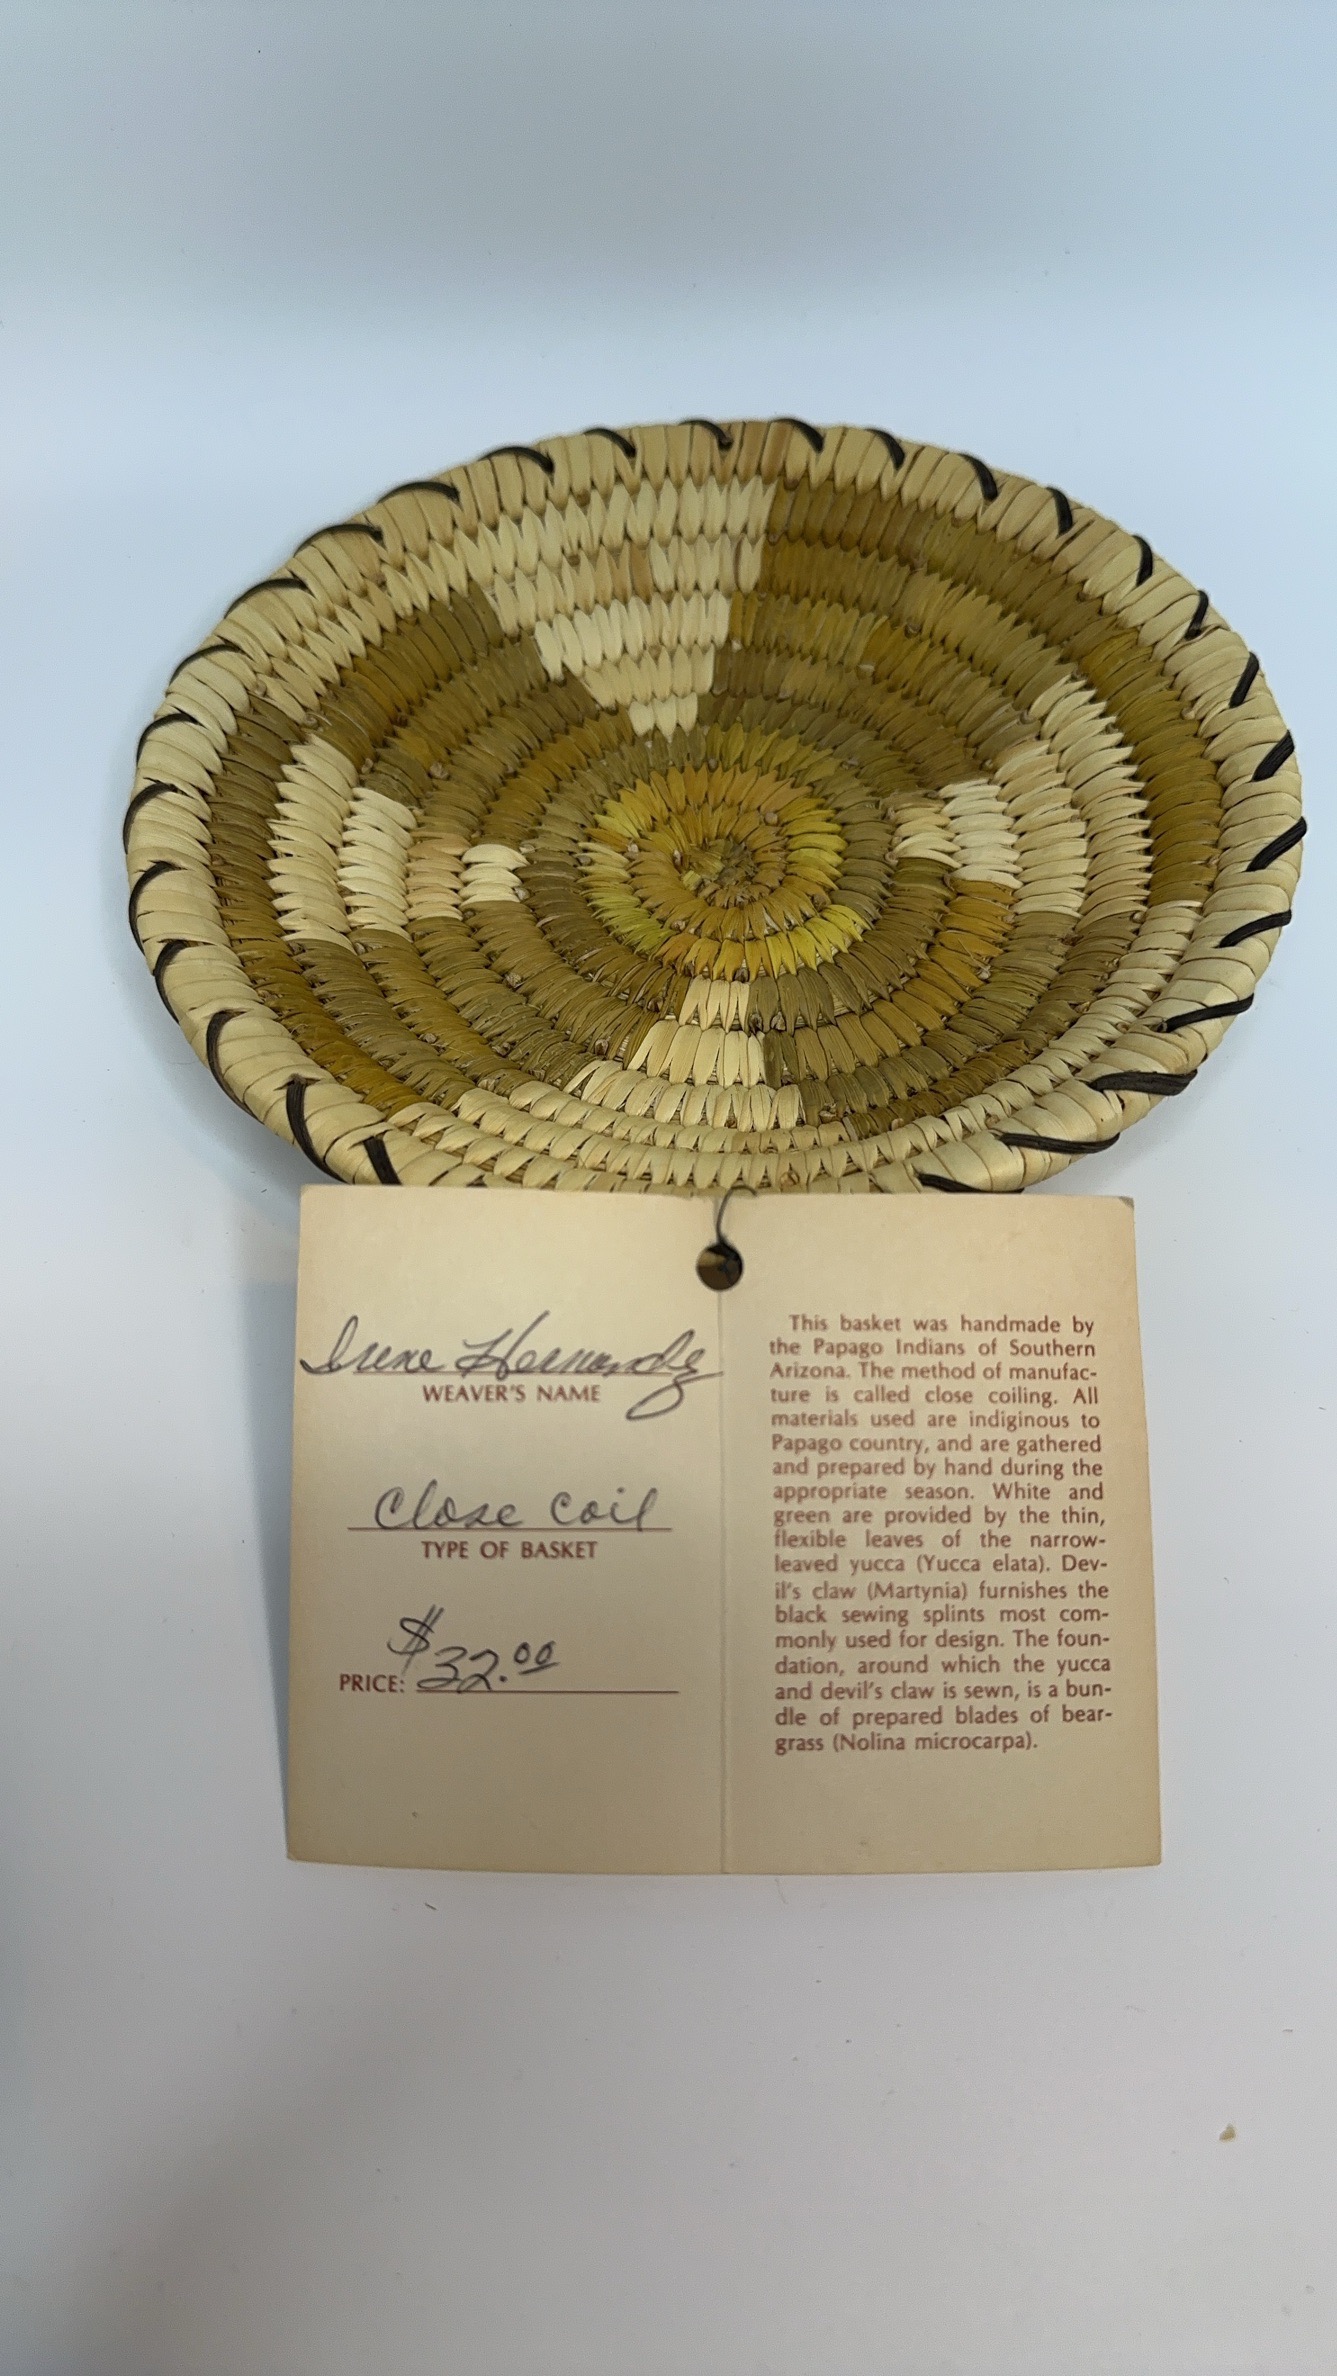 Irene Hernandez
WEAVER'S NAME
Close Coil
TYPE OF BASKET
PRICE: $32.00
This basket was handmade by
the Papago Indians of Southern
Arizona. The method of manufac-
ture is called close coiling. All
materials used are indiginous to
Papago country, and are gathered
and prepared by hand during the
appropriate season. White and
green are provided by the thin,
flexible leaves of the narrow-
leaved yucca (Yucca elata). Dev-
il's claw (Martynia) furnishes the
black sewing splints most com-
monly used for design. The foun-
dation, around which the yucca
and devil's claw is sewn, is a bun-
dle of prepared blades of bear-
grass (Nolina microcarpa).